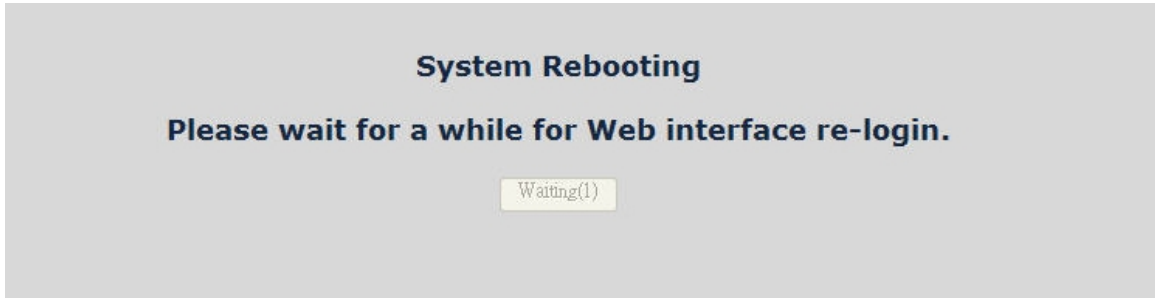 System Rebooting
Please wait for a while for Web interface re-login.
Waiting(1)